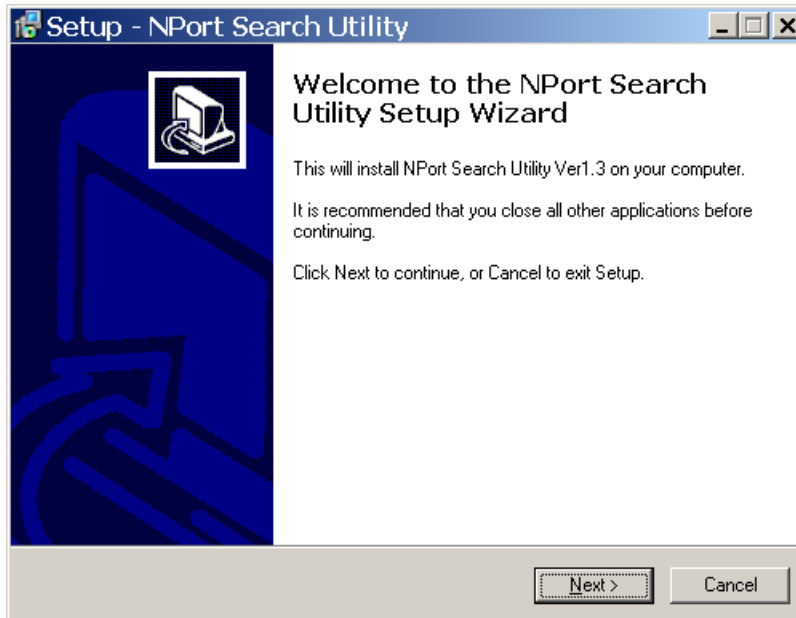 Setup - NPort Search Utility
Welcome to the NPort Search
Utility Setup Wizard
This will install NPort Search Utility Ver1.3 on your computer.
It is recommended that you close all other applications before
continuing.
Click Next to continue, or Cancel to exit Setup.
Next >
Cancel